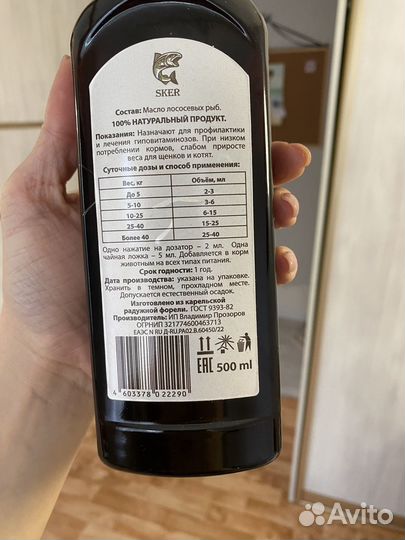 SKER
Состав: Масло лососевых рыб.
100% НАТУРАЛЬНЫЙ ПРОДУКТ.
Показания: Назначают для профилактики
и лечения гиповитаминозов. При низком
потреблении кормов, слабом приросте
веса для щенков и котят.
Суточные дозы и способ применения:
Вес, кг Объём, мл
До 5 2-3
5-10 3-6
10-25 6-15
25-40 15-25
Более 40 25-40
Одно нажатие на дозатор – 2 мл. Одна
чайная ложка – 5 мл. Добавлять в корм
животным на всех типах питания.
Срок годности: 1 год.
Дата производства: указана на упаковке.
Хранить в темном, прохладном месте.
Допускается естественный осадок.
Изготовлено из карельской
радужной форели. ГОСТ 9393-82
Производитель: ИП Владимир Прозоров
ОГРНИП 321774600463713
ЕАЭС N RU Д-RU.РА02.В.60450/22
4 603378 022290
EAC 500 ml
Avito